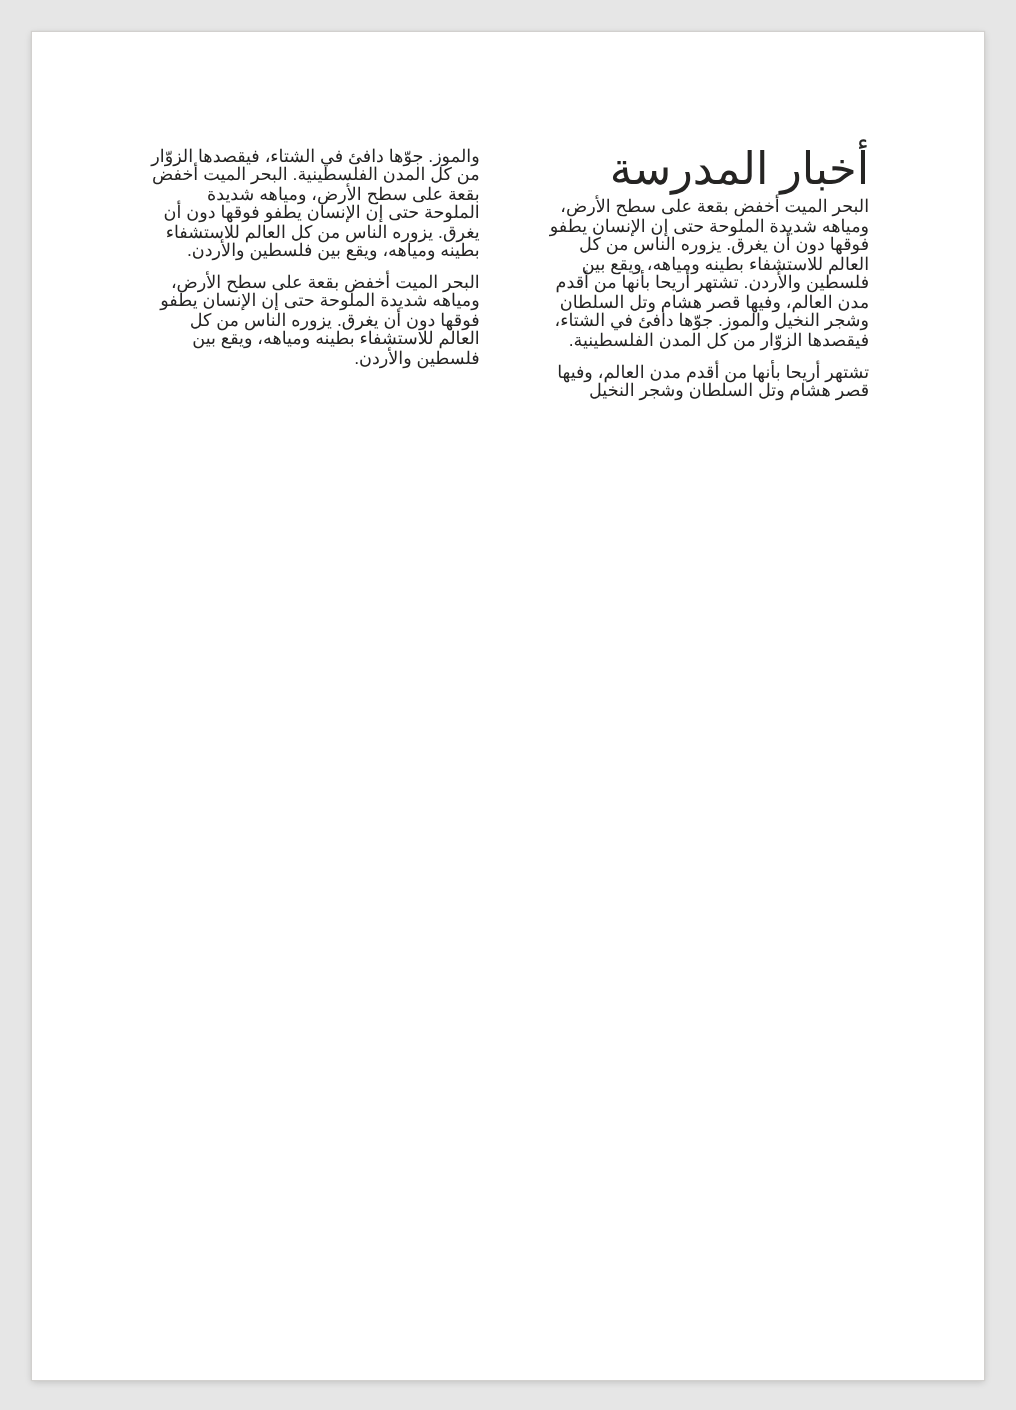 أخبار المدرسة
البحر الميت أخفض بقعة على سطح الأرض،
ومياهه شديدة الملوحة حتى إن الإنسان يطفو
فوقها دون أن يغرق. يزوره الناس من كل
العالم للاستشفاء بطينه ومياهه، ويقع بين
فلسطين والأردن. تشتهر أريحا بأنها من أقدم
مدن العالم، وفيها قصر هشام وتل السلطان
وشجر النخيل والموز. جوّها دافئ في الشتاء،
فيقصدها الزوّار من كل المدن الفلسطينية.
تشتهر أريحا بأنها من أقدم مدن العالم، وفيها
قصر هشام وتل السلطان وشجر النخيل
والموز. جوّها دافئ في الشتاء، فيقصدها الزوّار
من كل المدن الفلسطينية. البحر الميت أخفض
بقعة على سطح الأرض، ومياهه شديدة
الملوحة حتى إن الإنسان يطفو فوقها دون أن
يغرق. يزوره الناس من كل العالم للاستشفاء
بطينه ومياهه، ويقع بين فلسطين والأردن.
البحر الميت أخفض بقعة على سطح الأرض،
ومياهه شديدة الملوحة حتى إن الإنسان يطفو
فوقها دون أن يغرق. يزوره الناس من كل
العالم للاستشفاء بطينه ومياهه، ويقع بين
فلسطين والأردن.